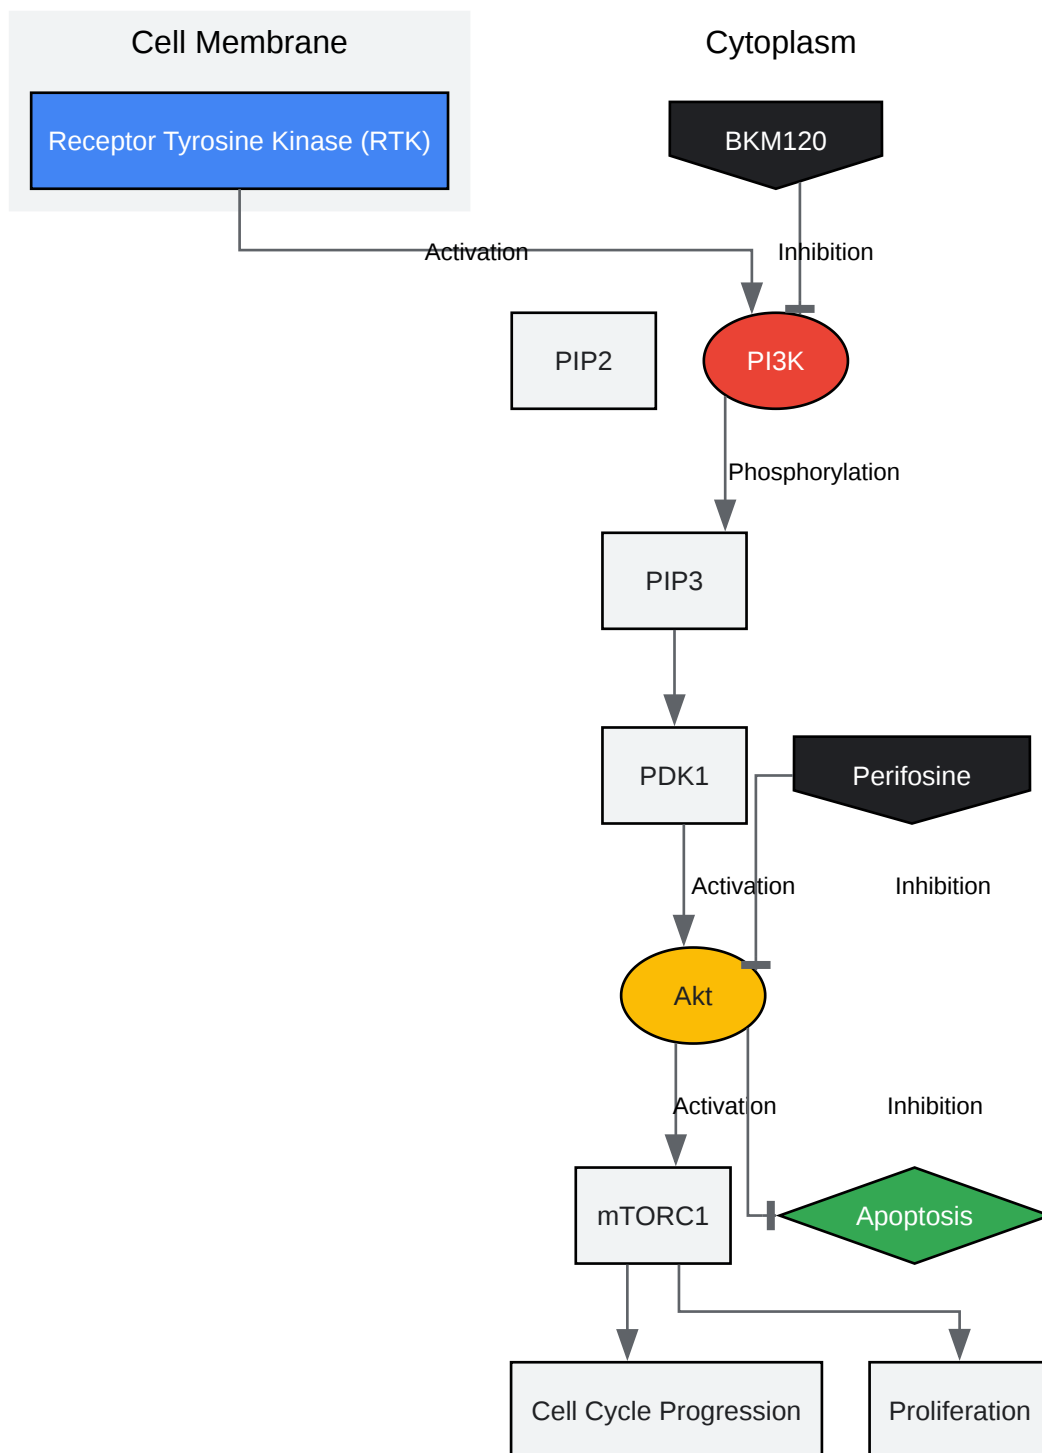 Cell Membrane
Cytoplasm
Receptor Tyrosine Kinase (RTK)
BKM120
Activation
Inhibition
PIP2
PI3K
Phosphorylation
PIP3
PDK1
Perifosine
Activation
Inhibition
Akt
Activation
Inhibition
mTORC1
Apoptosis
Cell Cycle Progression
Proliferation